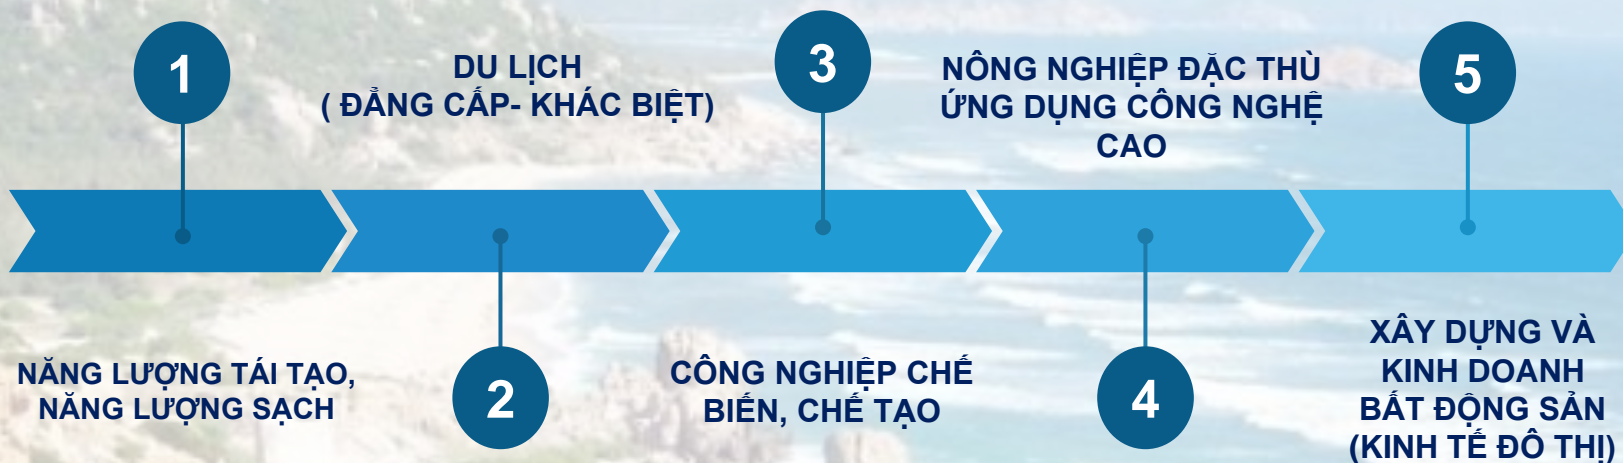 1
NĂNG LƯỢNG TÁI TẠO,
NĂNG LƯỢNG SẠCH
DU LỊCH
( ĐẲNG CẤP- KHÁC BIỆT)
2
3
CÔNG NGHIỆP CHẾ
BIẾN, CHẾ TẠO
NÔNG NGHIỆP ĐẶC THÙ
ỨNG DỤNG CÔNG NGHỆ
CAO
4
5
XÂY DỰNG VÀ
KINH DOANH
BẤT ĐỘNG SẢN
(KINH TẾ ĐÔ THỊ)